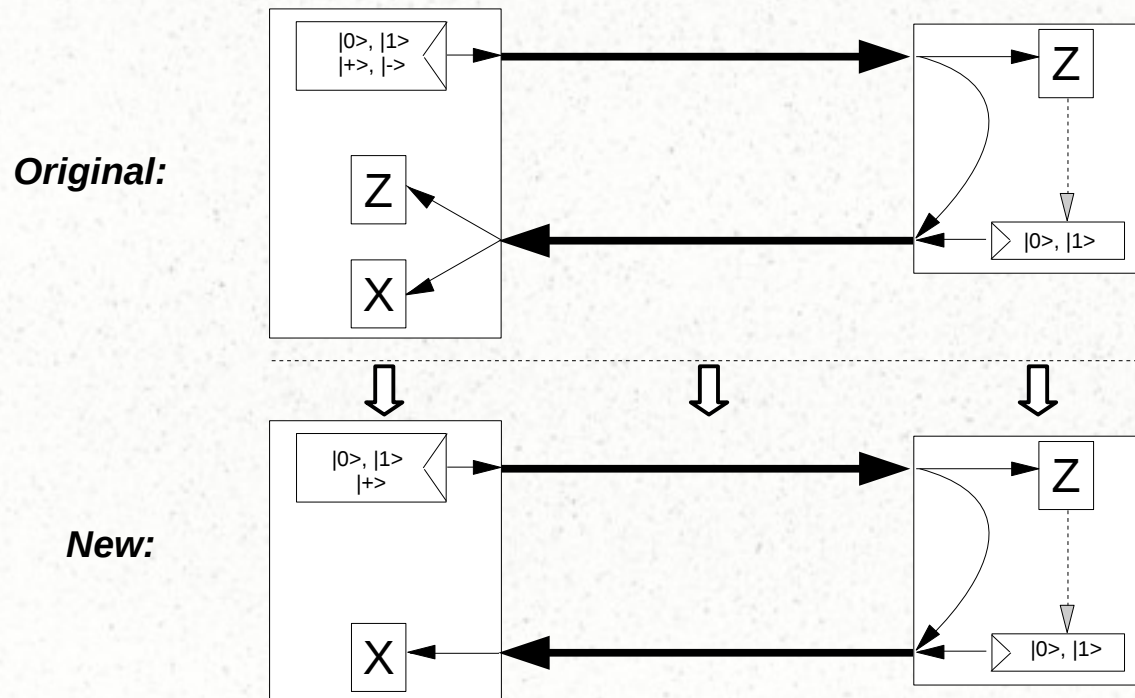 |0>, |1>
|+>, |->
Z
Original:
Z
|0>, |1>
X
|0>, |1>
|+>
Z
New:
X
|0>, |1>